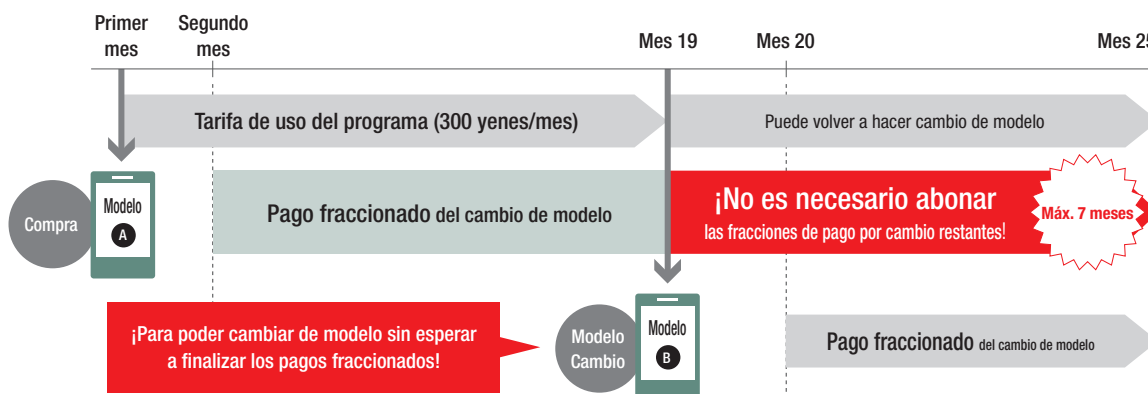 Primer
mes
Segundo
mes
Mes 19
Mes 20
Mes 25
Tarifa de uso del programa (300 yenes/mes)
Puede volver a hacer cambio de modelo
Compra
Modelo
A
Pago fraccionado del cambio de modelo
¡No es necesario abonar
las fracciones de pago por cambio restantes!
Máx. 7 meses
¡Para poder cambiar de modelo sin esperar
a finalizar los pagos fraccionados!
Modelo
Cambio
Modelo
B
Pago fraccionado del cambio de modelo